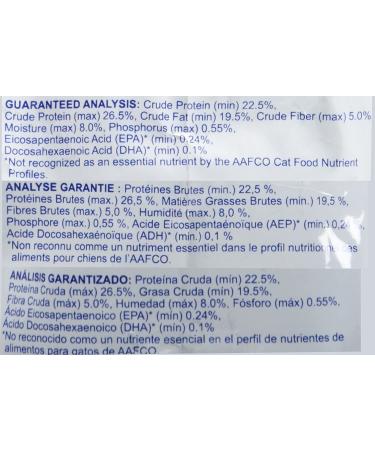 GUARANTEED ANALYSIS: Crude Protein (min) 22.5%,
Crude Protein (max) 26.5%, Crude Fat (min) 19.5%, Crude Fiber (max) 5.0%
Moisture (max) 8.0%, Phosphorus (max) 0.55%,
Eicosapentaenoic Acid (EPA)* (min) 0.24%,
Docosahexaenoic Acid (DHA)* (min) 0.1%
*Not recognized as an essential nutrient by the AAFCO Cat Food Nutrient
Profiles.
ANALYSE GARANTIE : Protéines Brutes (min.) 22,5 %,
Protéines Brutes (max.) 26,5 %, Matières Grasses Brutes (min.) 19,5 %,
Fibres Brutes (max.) 5,0 %, Humidité (max.) 8,0 %,
Phosphore (max.) 0,55 %, Acide Eicosapentaénoïque (AEP)* (min.) 0,24%,
Acide Docosahexaénoïque (ADH)* (min.) 0,1 %
*Non reconnu comme un nutriment essentiel dans le profil nutritionnel des
aliments pour chiens de l'AAFCO.
ANÁLISIS GARANTIZADO: Proteína Cruda (mín) 22.5%,
Proteína Cruda (máx) 26.5%, Grasa Cruda (mín) 19.5%,
Fibra Cruda (máx) 5.0%, Humedad (máx) 8.0%, Fósforo (máx) 0.55%,
Ácido Eicosapentaenoico (EPA)* (mín) 0.24%,
Ácido Docosahexaenoico (DHA)* (mín) 0.1%
*No reconocido como un nutriente esencial en el perfil de nutrientes de
alimentos para gatos de AAFCO.